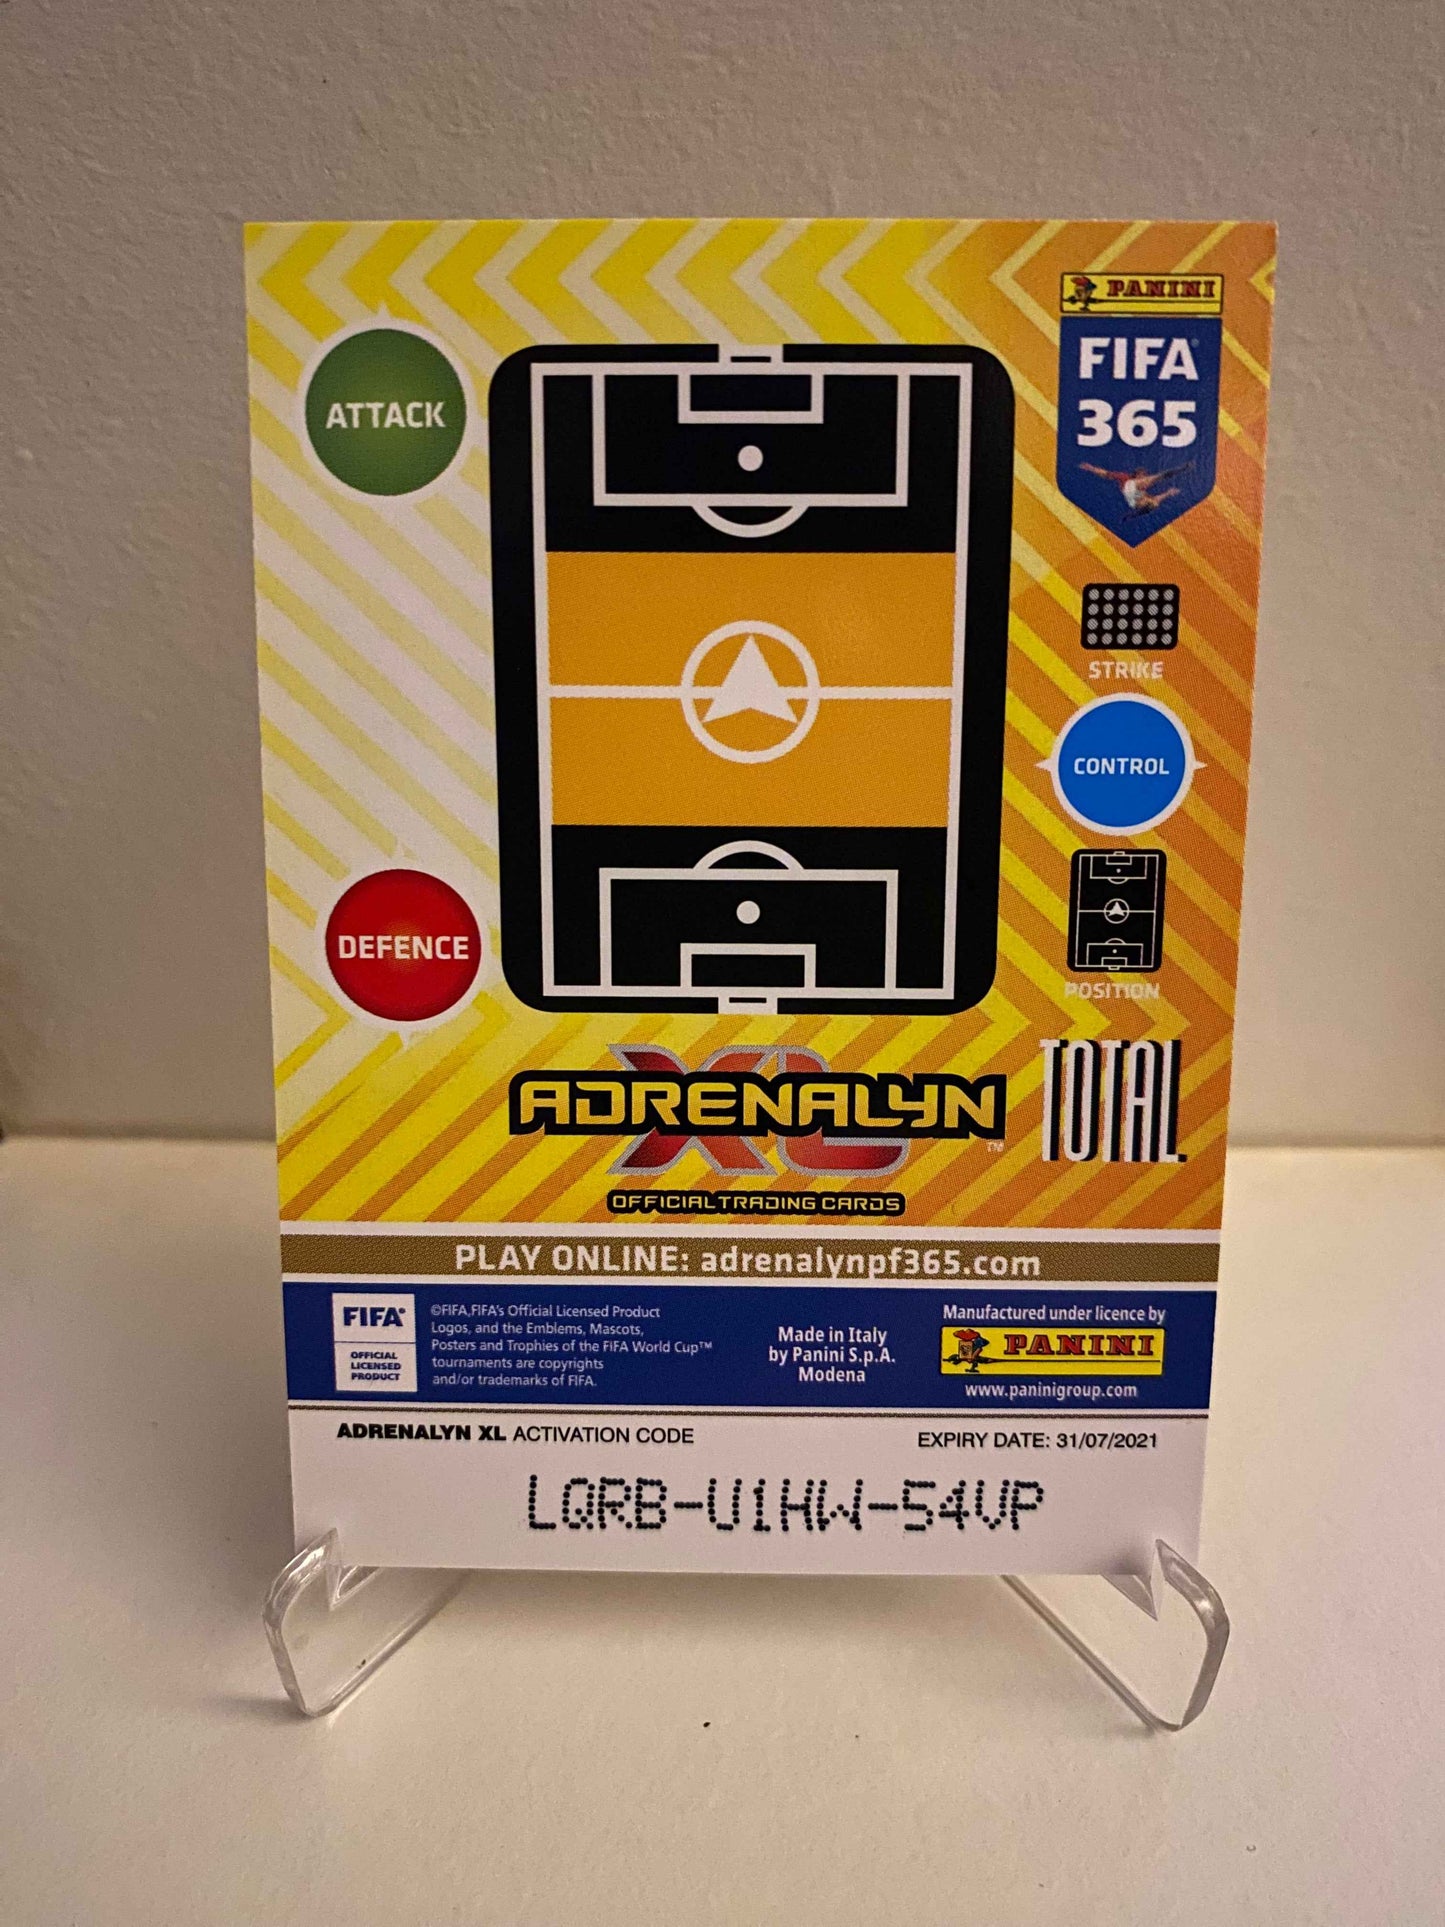 PANINI
FIFA
365
ATTACK
STRIKE
CONTROL
DEFENCE
POSITION
XL
ADRENALYN
TM
TOTAL
OFFICIAL TRADING CARDS
PLAY ONLINE: adrenalynpf365.com
FIFA®
OFFICIAL
LICENSED
PRODUCT
©FIFA,FIFA's Official Licensed Product
Logos, and the Emblems, Mascots,
Posters and Trophies of the FIFA World Cup™
tournaments are copyrights
and/or trademarks of FIFA.
Made in Italy
by Panini S.p.A.
Modena
Manufactured under licence by
PANINI
www.paninigroup.com
ADRENALYN XL ACTIVATION CODE
EXPIRY DATE: 31/07/2021
LQRB-U1HW-54VP